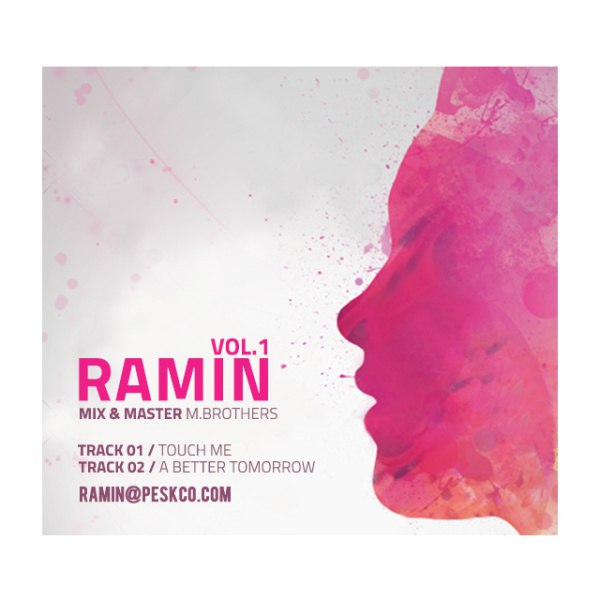 VOL.1
RAMIN
MIX & MASTER M.BROTHERS
TRACK 01 / TOUCH ME
TRACK 02 / A BETTER TOMORROW
RAMIN@PESKCO.COM